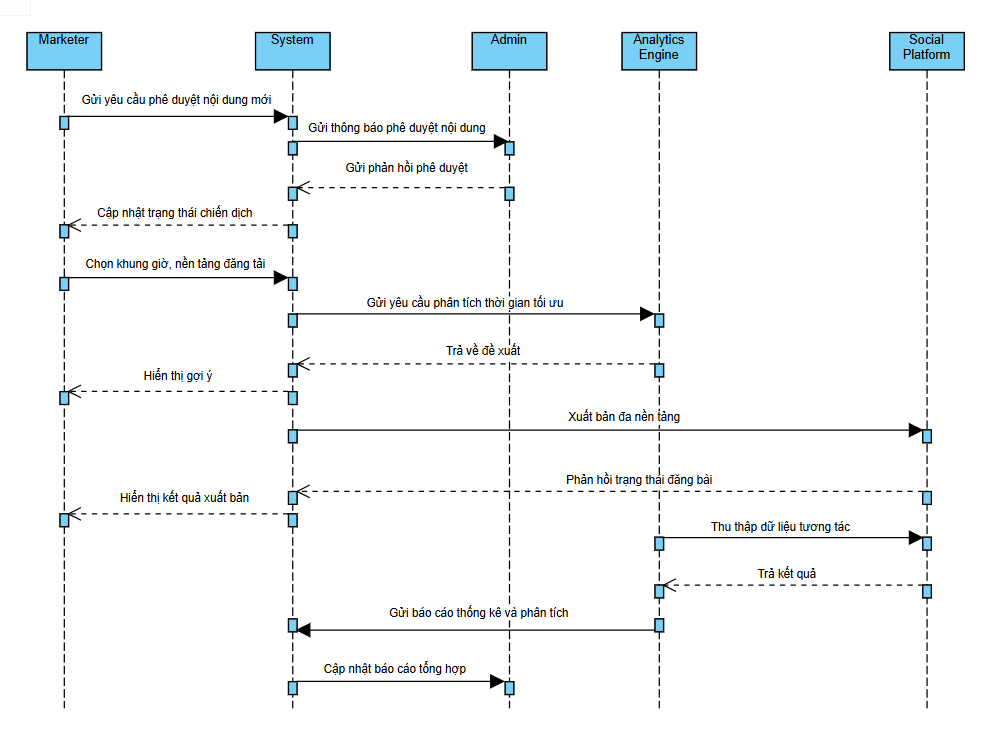 Marketer
System
Admin
Analytics
Engine
Social
Platform
Gửi yêu cầu phê duyệt nội dung mới
Gửi thông báo phê duyệt nội dung
Gửi phản hồi phê duyệt
Cập nhật trạng thái chiến dịch
Chọn khung giờ, nền tảng đăng tải
Gửi yêu cầu phân tích thời gian tối ưu
Trả về đề xuất
Hiển thị gợi ý
Xuất bản đa nền tảng
Phản hồi trạng thái đăng bài
Hiển thị kết quả xuất bản
Thu thập dữ liệu tương tác
Trả kết quả
Gửi báo cáo thống kê và phân tích
Cập nhật báo cáo tổng hợp